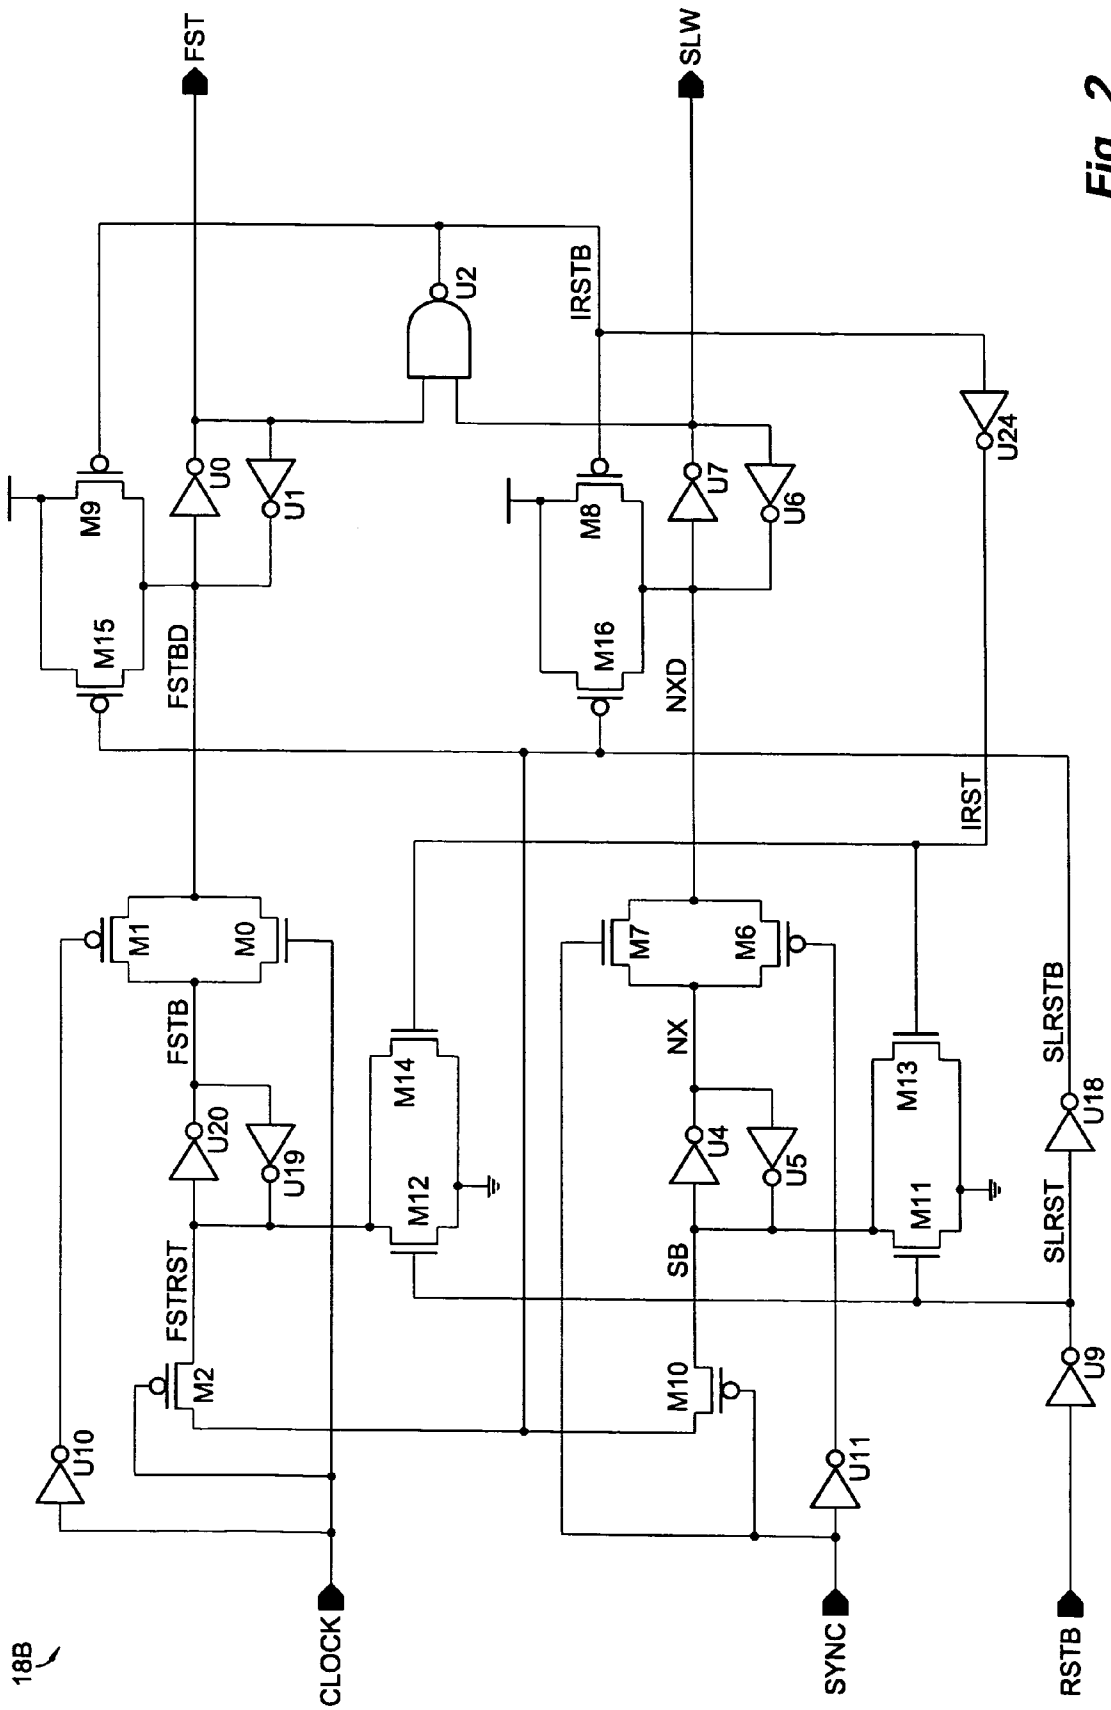 18B
CLOCK
SYNC
RSTB
U10
M2
FSTRST
U20
U19
FSTB
M1
M0
M12
M14
FSTBD
M15
M9
U0
U1
FST
U2
IRSTB
M10
SB
U4
U5
NX
M7
M6
U11
M11
M13
NXD
M16
M8
U7
U6
SLW
U24
IRST
U9
SLRST
U18
SLRSTB
Fig. 2